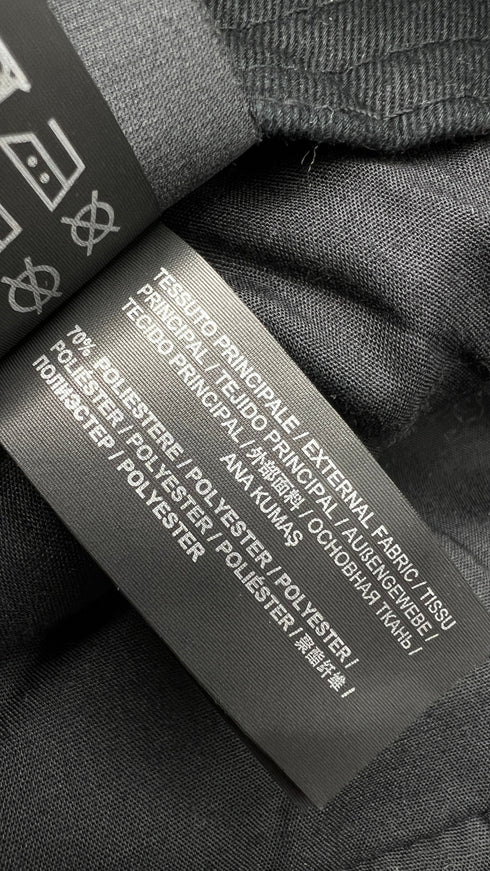 TESSUTO PRINCIPALE / EXTERNAL FABRIC / TISSU
PRINCIPAL / TEJIDO PRINCIPAL / AUßENGEWEBE /
TECIDO PRINCIPAL / 外部面料 / ОСНОВНАЯ ТКАНЬ /
ANA KUMAŞ
70% POLIESTERE / POLYESTER / POLYESTER /
POLIÉSTER / POLYESTER / POLIÉSTER / 聚酯纤维 /
ПОЛИЭСТЕР / POLYESTER